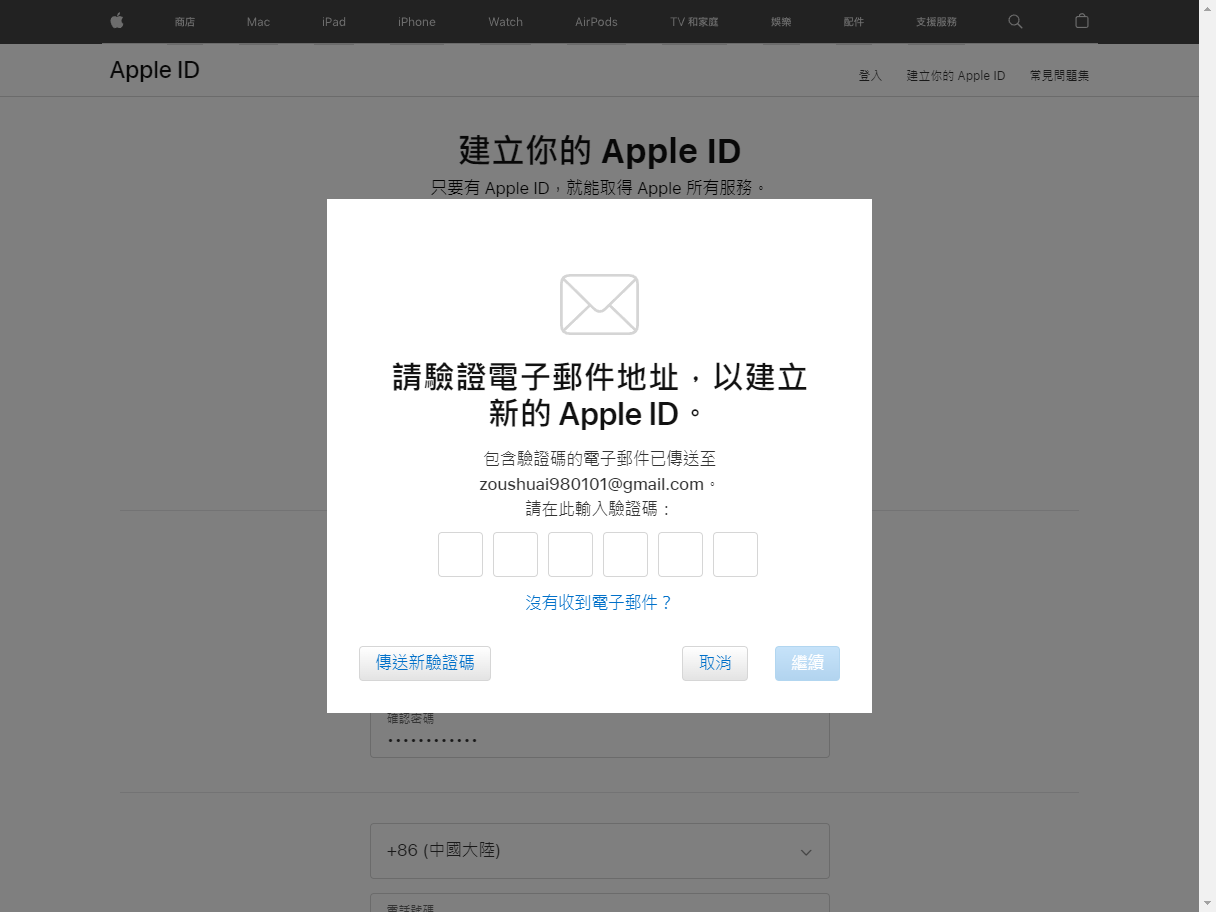 商店 Mac iPad iPhone Watch AirPods TV 和家庭 娛樂 配件 支援服務
Apple ID
登入 建立你的 Apple ID 常見問題集
建立你的 Apple ID
只要有 Apple ID，就能取得 Apple 所有服務。
請驗證電子郵件地址，以建立
新的 Apple ID。
包含驗證碼的電子郵件已傳送至
zoushuai980101@gmail.com。
請在此輸入驗證碼：
沒有收到電子郵件？
傳送新驗證碼 取消 繼續
確認密碼
••••••••••••
+86 (中國大陸)
電話號碼